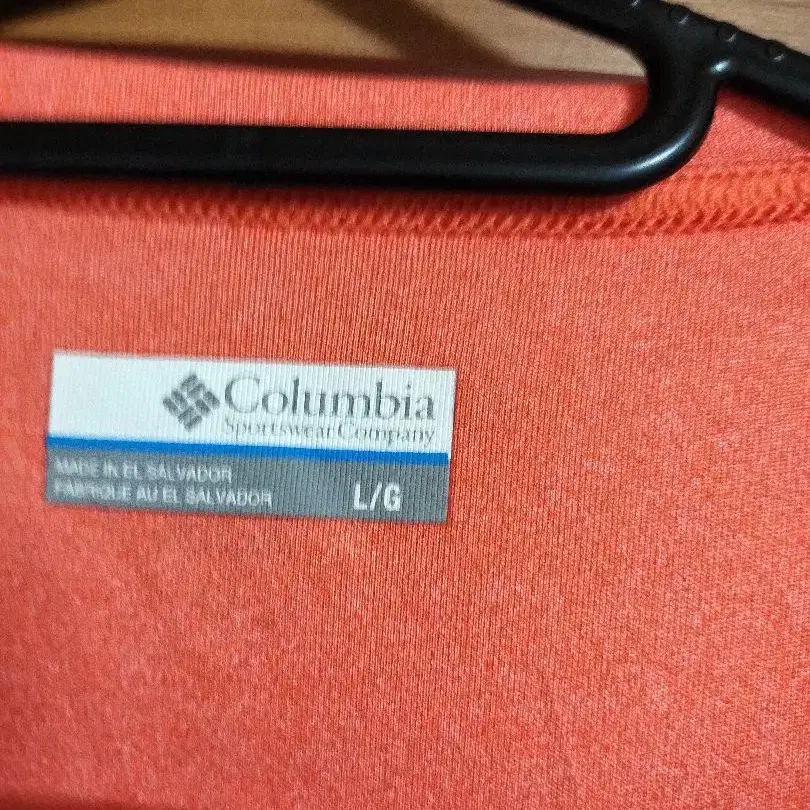 Columbia
Sportswear Company
MADE IN EL SALVADOR
FABRIQUE AU EL SALVADOR
L/G